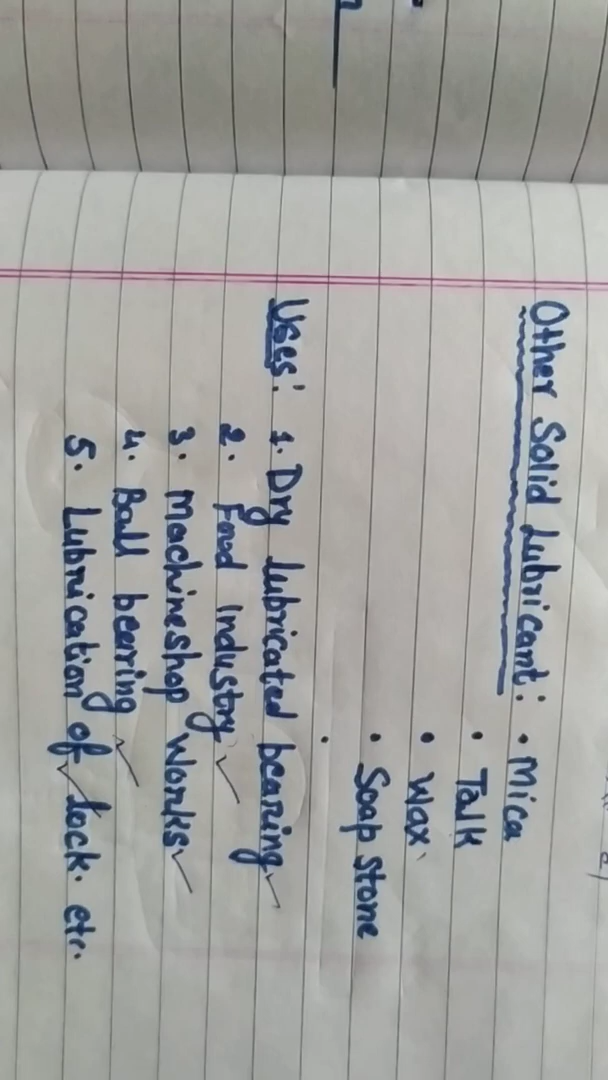 Other Solid Lubricant: • Mica
• Talk
• Wax
• Soap stone
Uses: 1. Dry lubricated bearing ✓
2. Food Industry ✓
3. Machineshop Works ✓
4. Ball bearing ✓
5. Lubrication of lock. etc. ✓